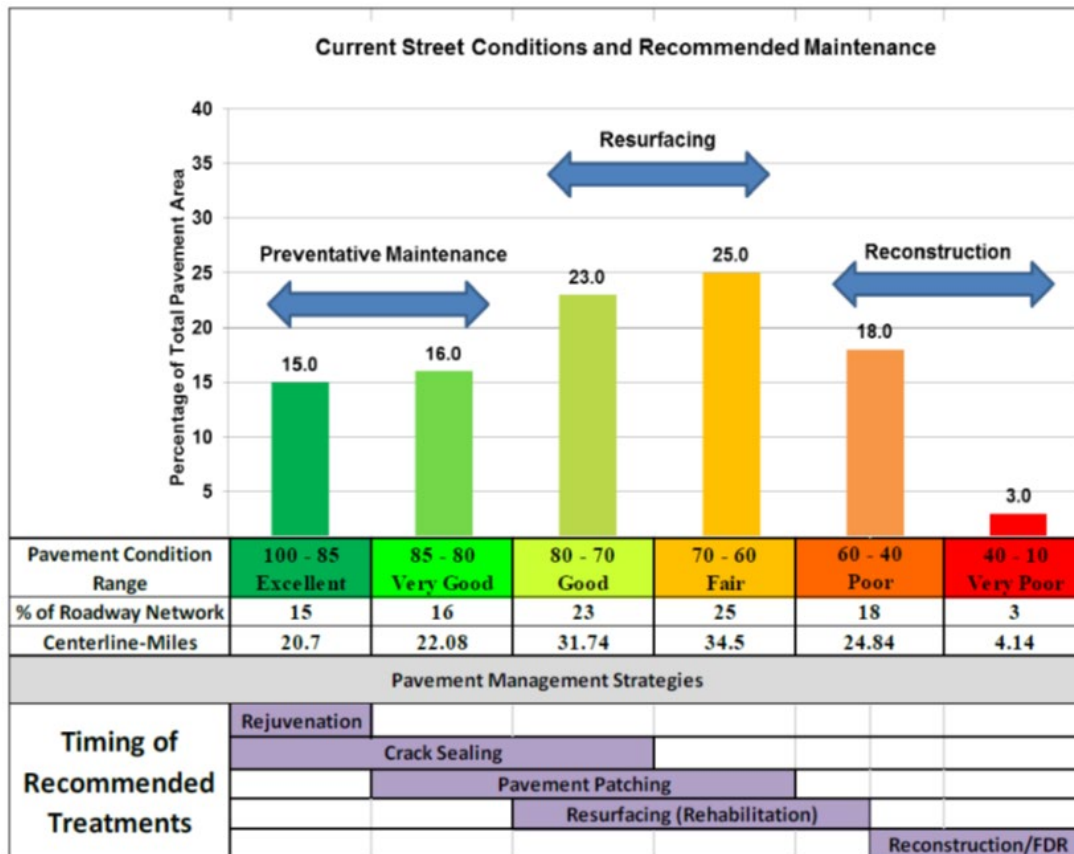 Current Street Conditions and Recommended Maintenance
Percentage of Total Pavement Area
40
35
30
25
20
15
10
5
Resurfacing
Preventative Maintenance
Reconstruction
15.0
16.0
23.0
25.0
18.0
3.0
Pavement Condition Range
100 - 85 Excellent
85 - 80 Very Good
80 - 70 Good
70 - 60 Fair
60 - 40 Poor
40 - 10 Very Poor
% of Roadway Network 15 16 23 25 18 3
Centerline-Miles 20.7 22.08 31.74 34.5 24.84 4.14
Pavement Management Strategies
Timing of
Recommended
Treatments
Rejuvenation
Crack Sealing
Pavement Patching
Resurfacing (Rehabilitation)
Reconstruction/FDR